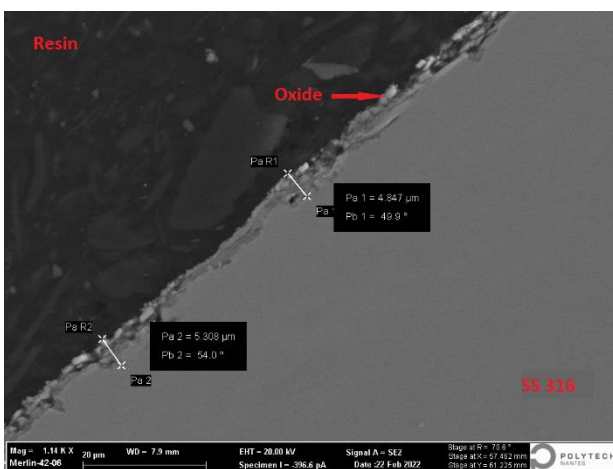 Resin
Oxide
Pa R1
Pa 1 = 4.847 µm
Pb 1 = 49.9 °
Pa
Pa R2
Pa 2 = 5.308 µm
Pb 2 = 54.0 °
Pa 2
SS 316
Mag = 1.14 K X
20 µm
WD = 7.9 mm
EHT = 20.00 kV
Signal A = SE2
Stage at R = 70.6 °
Stage at X = 57.452 mm
Stage at Y = 61.225 mm
Merlin-42-06
Specimen I = -396.6 pA
Date :22 Feb 2022
POLYTECH
NANTES